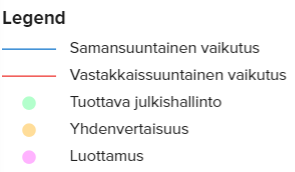 Legend
Samansuuntainen vaikutus
Vastakkaissuuntainen vaikutus
Tuottava julkishallinto
Yhdenvertaisuus
Luottamus